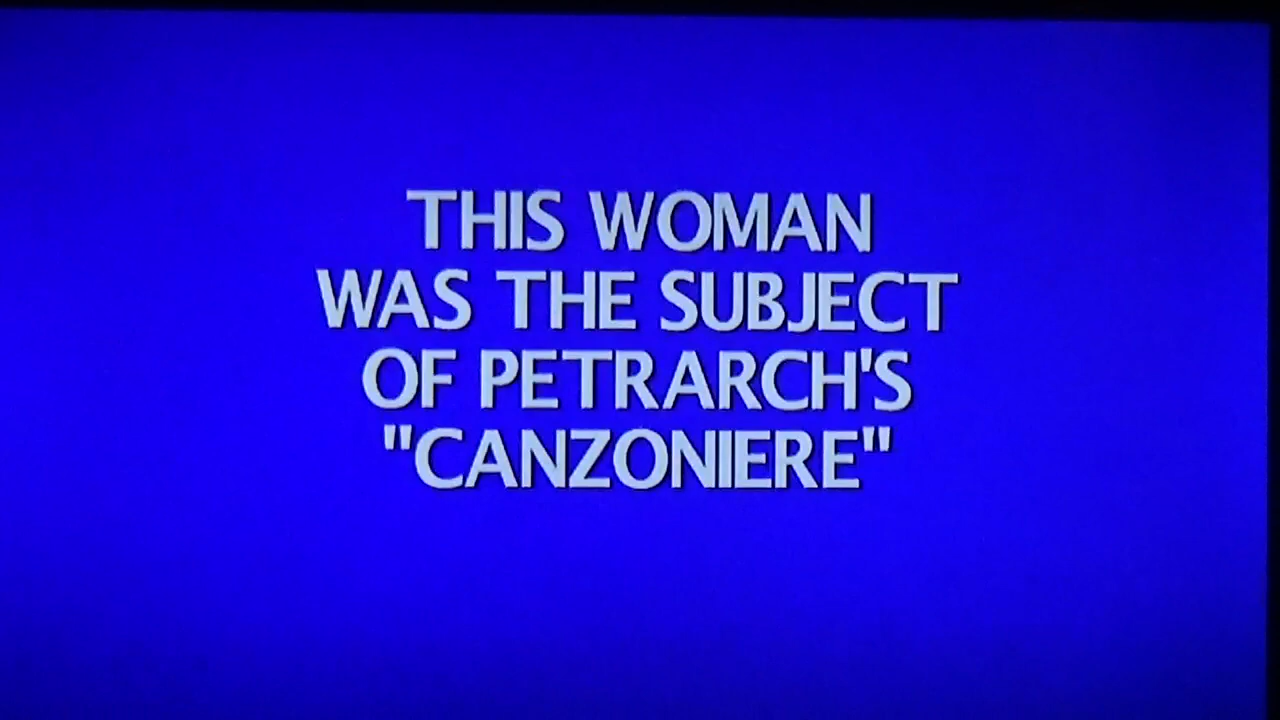 THIS WOMAN
WAS THE SUBJECT
OF PETRARCH'S
"CANZONIERE"